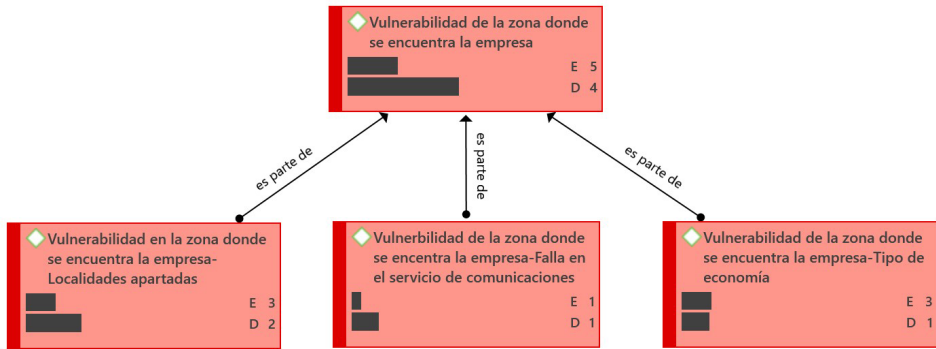 Vulnerabilidad de la zona donde
se encuentra la empresa
E 5
D 4
es parte de
es parte de
es parte de
Vulnerabilidad en la zona donde
se encuentra la empresa-
Localidades apartadas
E 3
D 2
Vulnerbilidad de la zona donde
se encentra la empresa-Falla en
el servicio de comunicaciones
E 1
D 1
Vulnerabilidad de la zona donde
se encuentra la empresa-Tipo de
economía
E 3
D 1